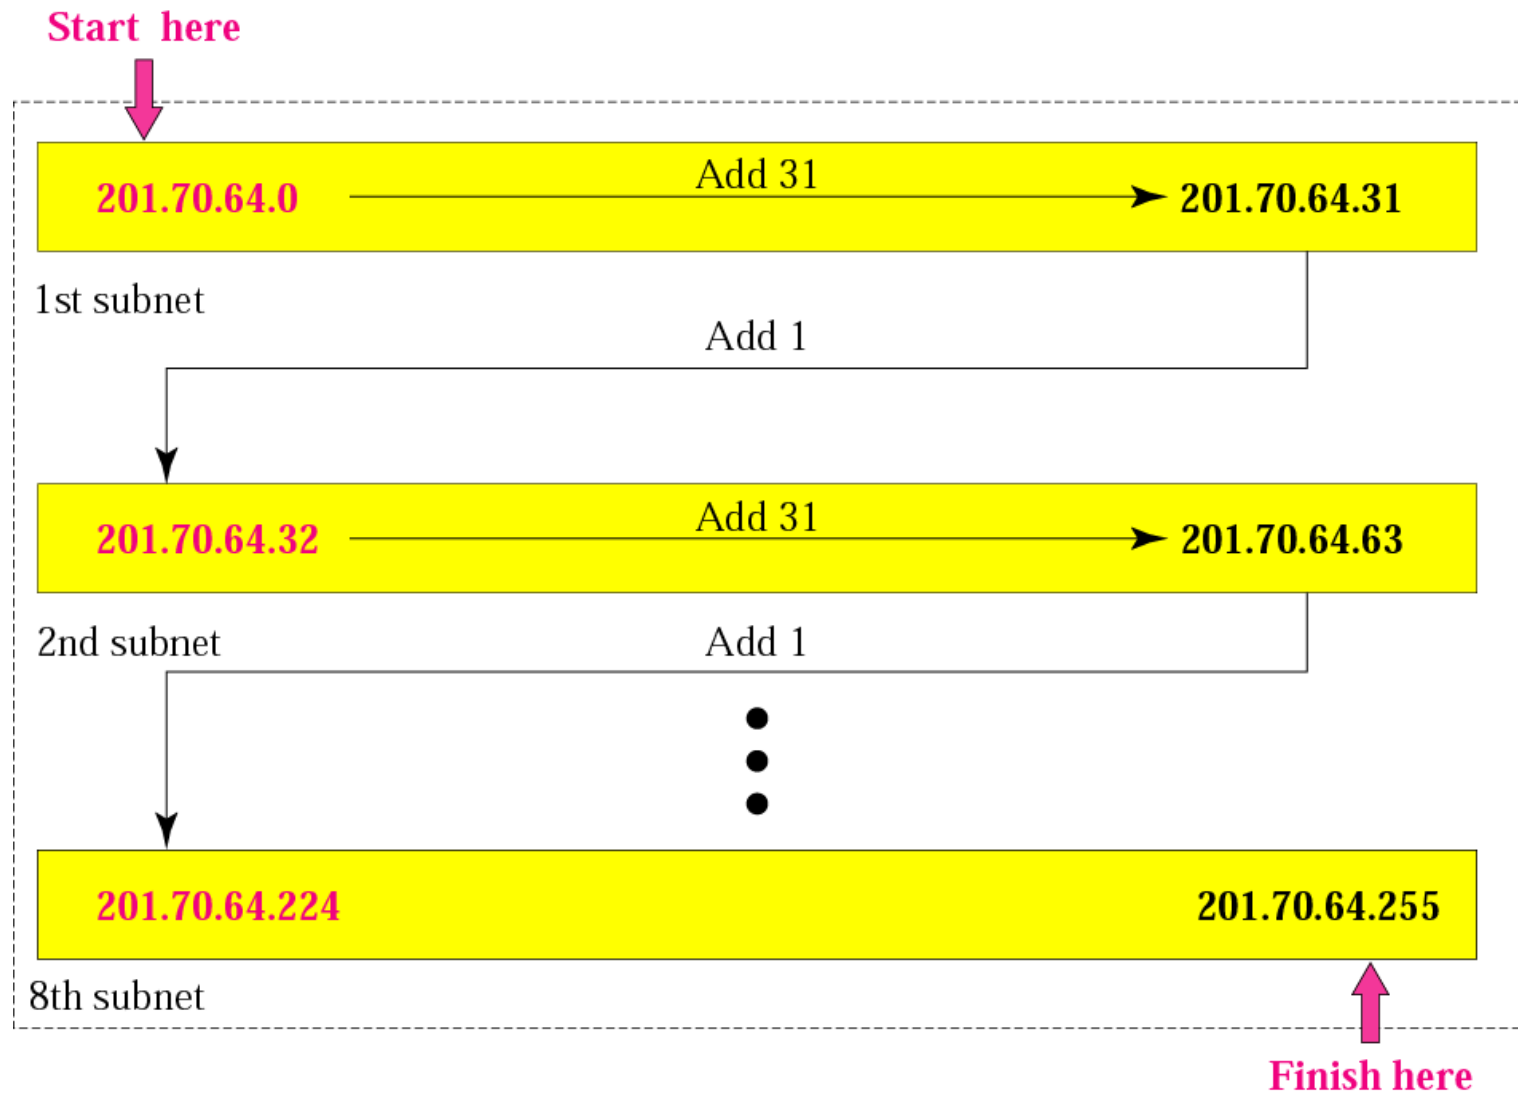 Start here
Add 31
201.70.64.0 201.70.64.31
1st subnet
Add 1
Add 31
201.70.64.32 201.70.64.63
2nd subnet Add 1
201.70.64.224 201.70.64.255
8th subnet
Finish here